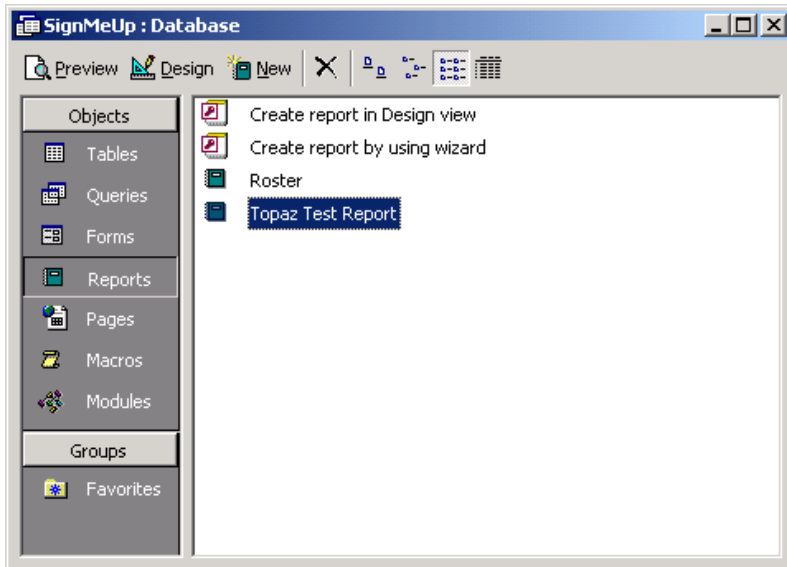 SignMeUp : Database
Preview Design New
Objects
Tables
Queries
Forms
Reports
Pages
Macros
Modules
Groups
Favorites
Create report in Design view
Create report by using wizard
Roster
Topaz Test Report